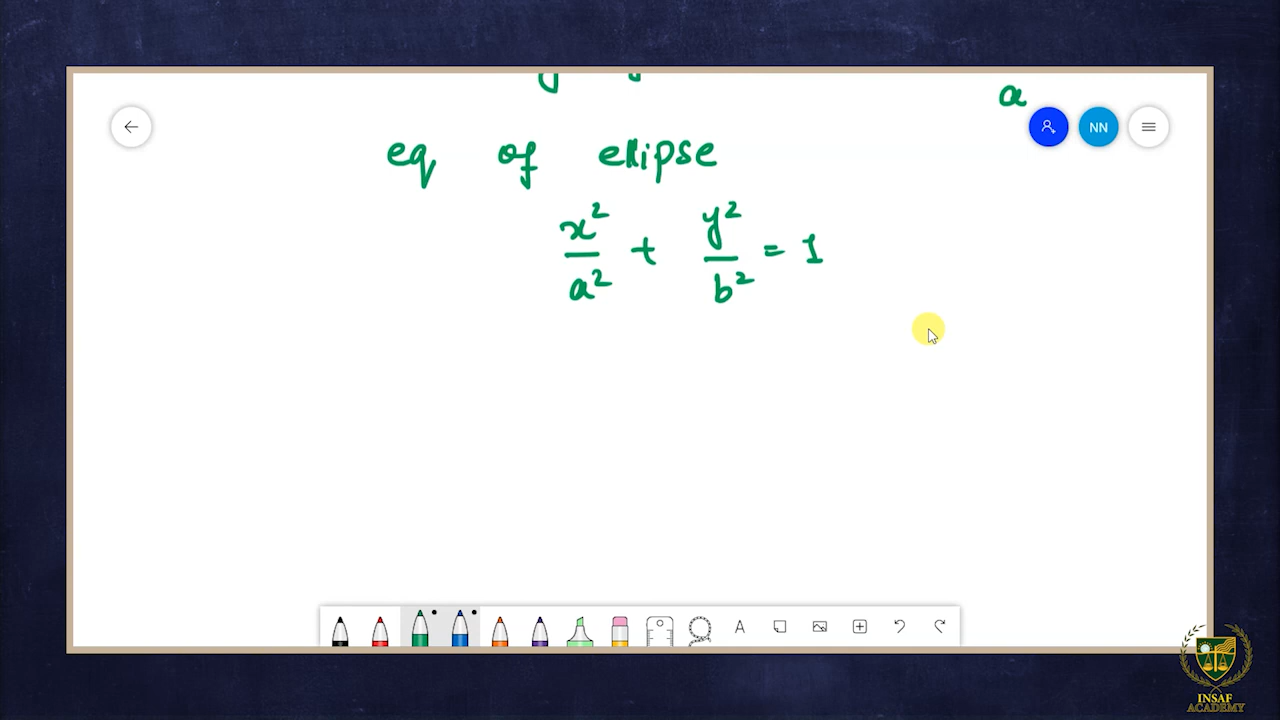 a
NN
eq of ellipse
x²/a² + y²/b² = 1
A
INSAF
ACADEMY